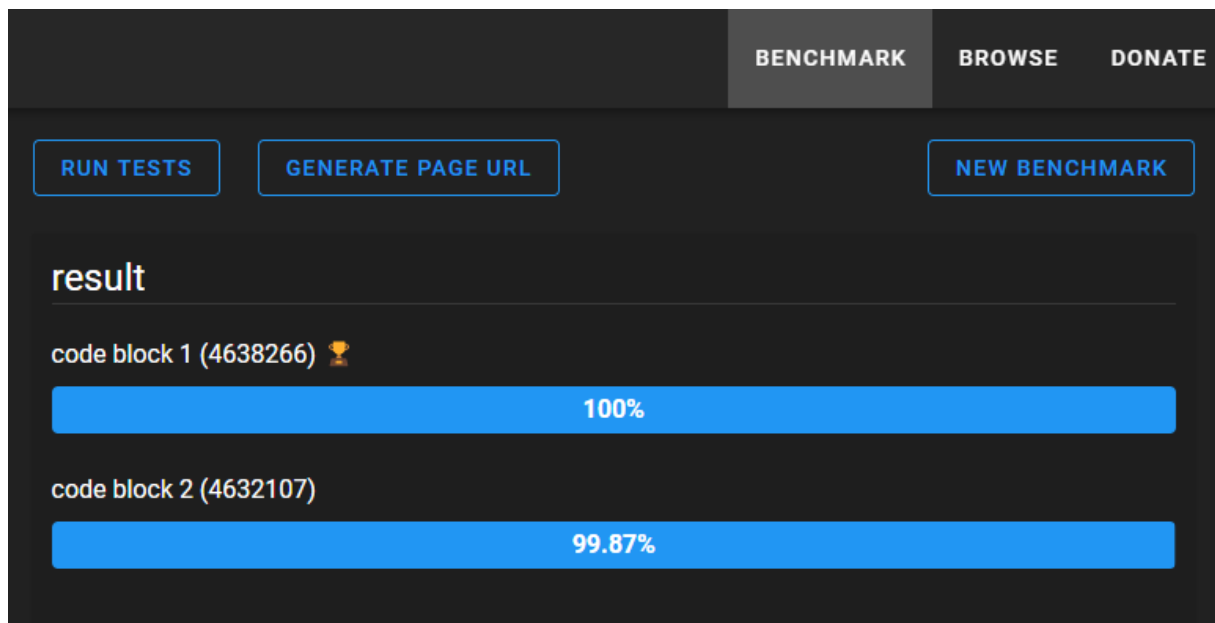 BENCHMARK BROWSE DONATE
RUN TESTS GENERATE PAGE URL NEW BENCHMARK
result
code block 1 (4638266) 🏆
100%
code block 2 (4632107)
99.87%